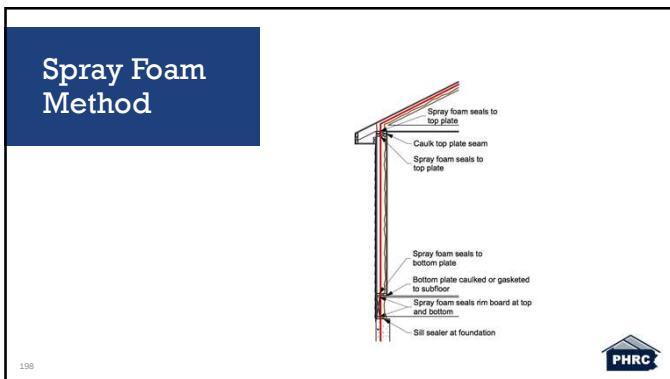 Spray Foam
Method
Spray foam seals to
top plate
Caulk top plate seam
Spray foam seals to
top plate
Spray foam seals to
bottom plate
Bottom plate caulked or gasketed
to subfloor
Spray foam seals rim board at top
and bottom
Sill sealer at foundation
198
PHRC